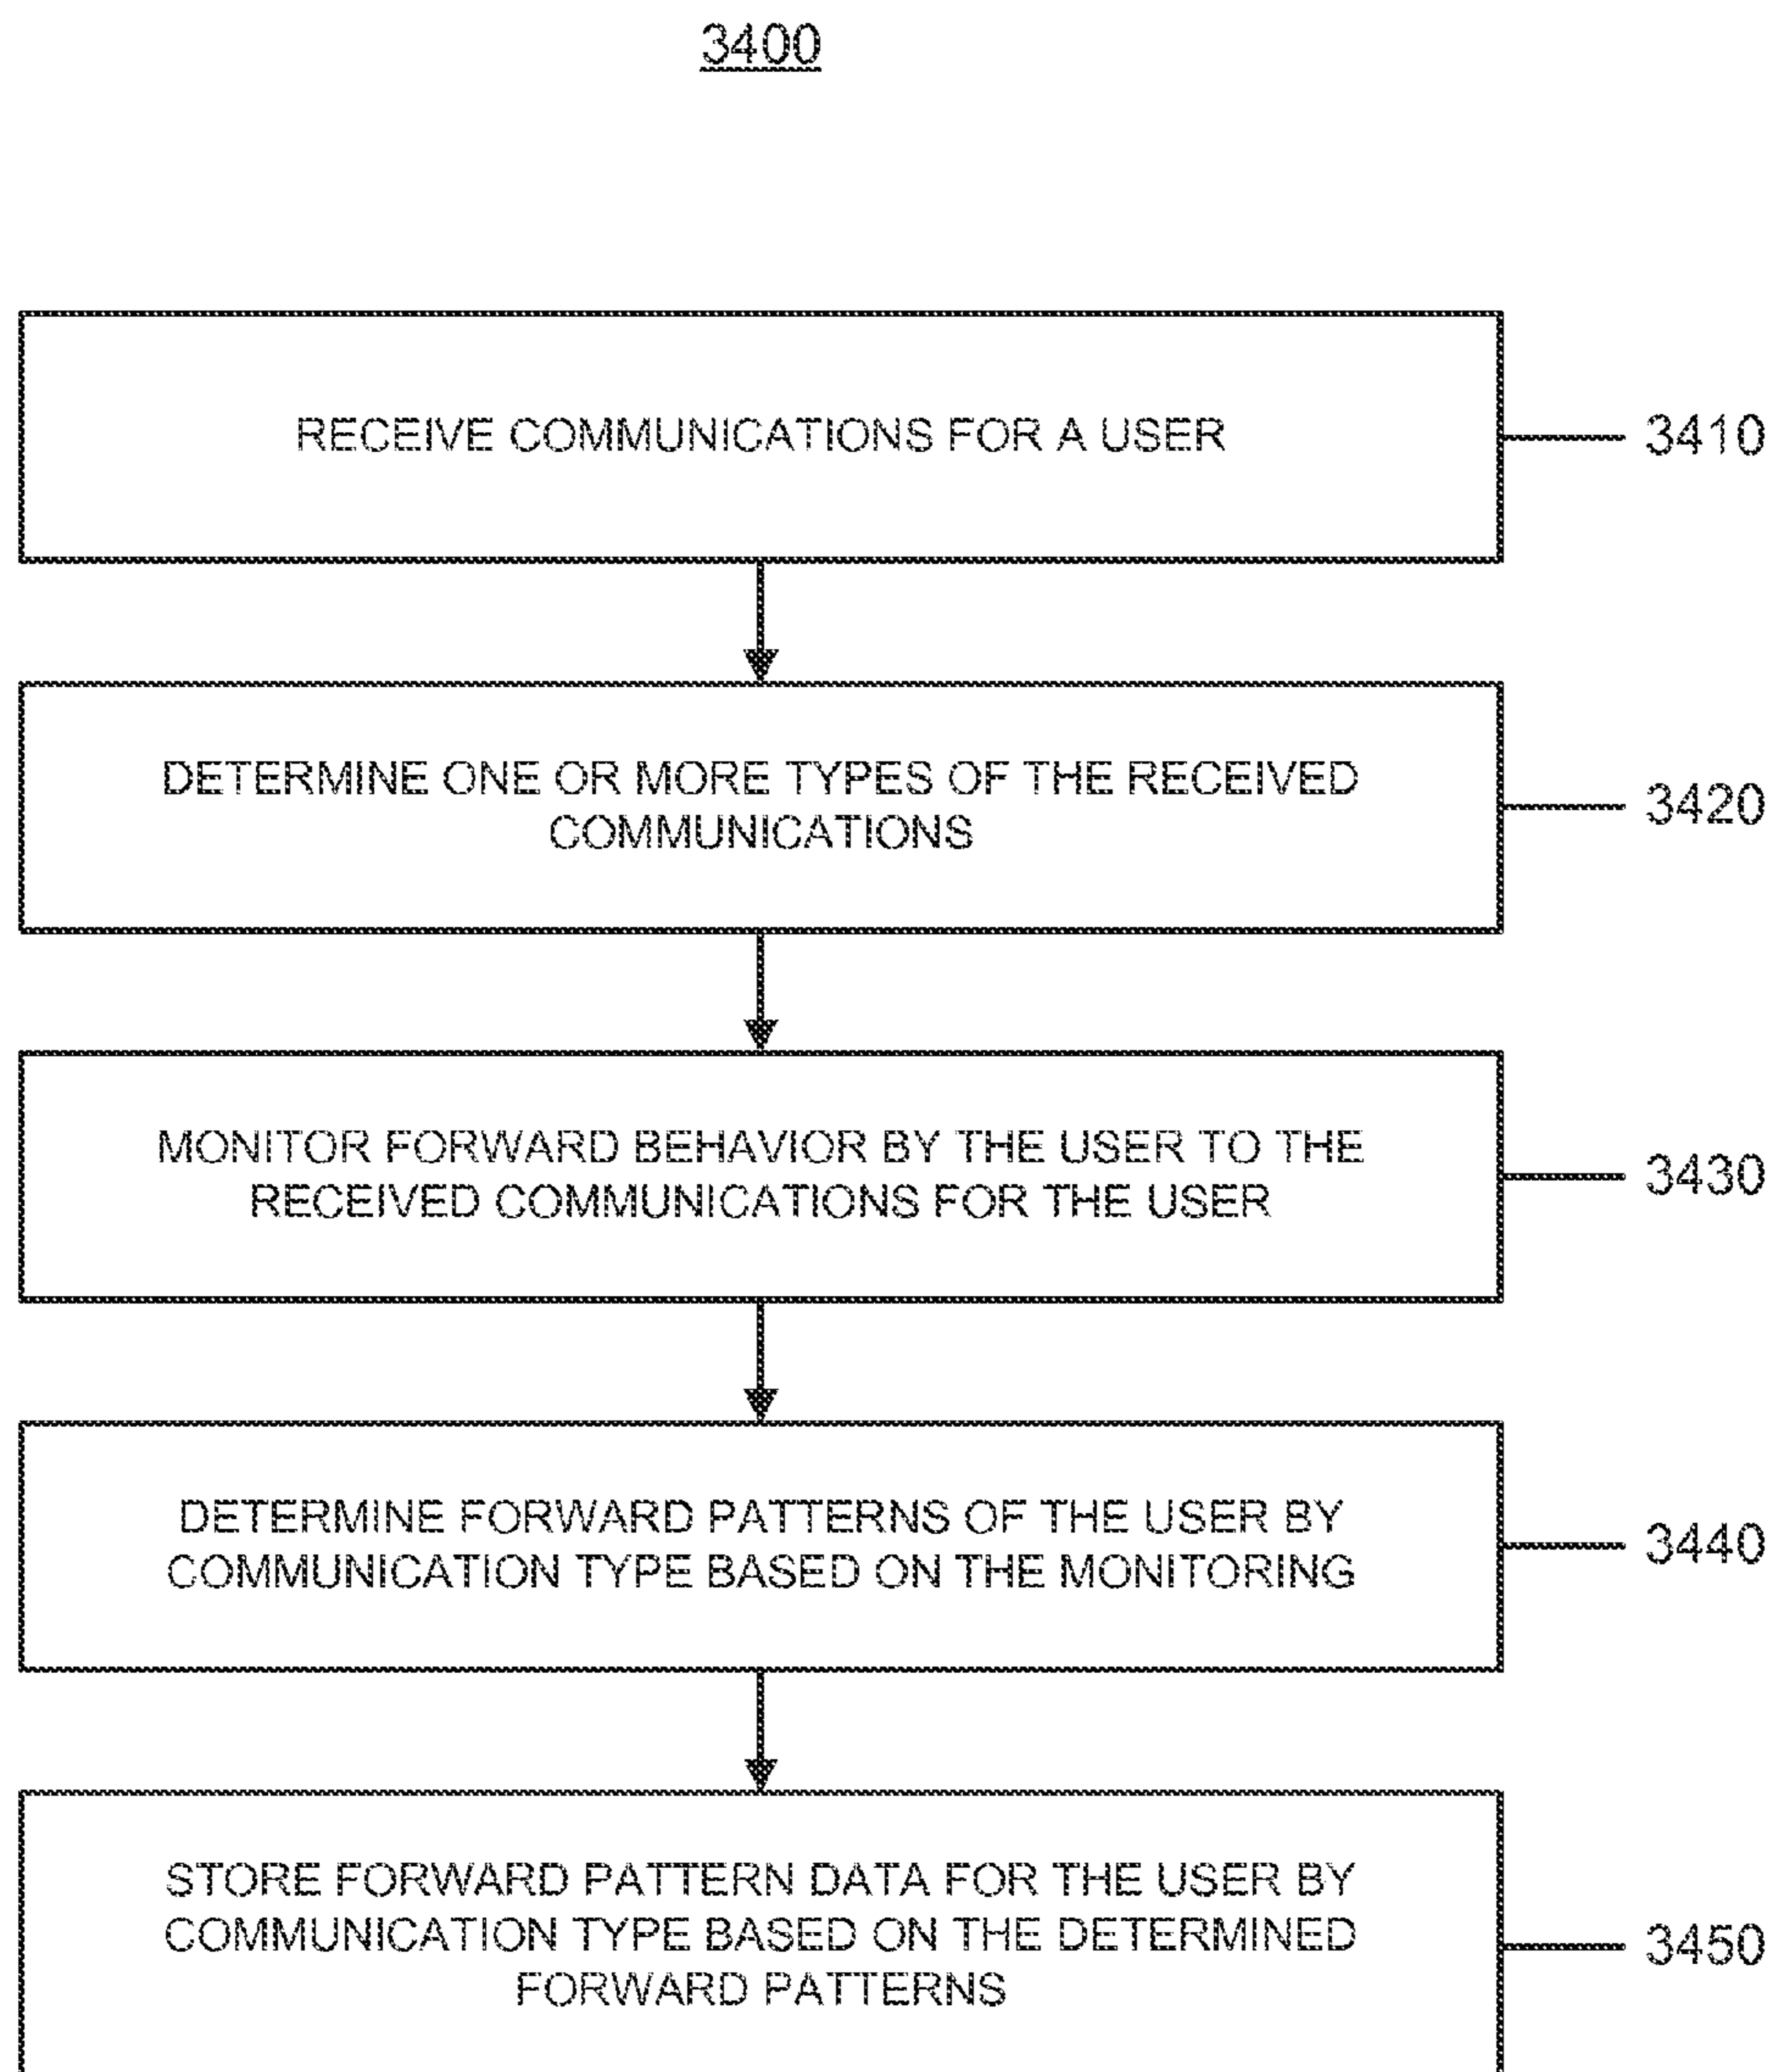 3400
RECEIVE COMMUNICATIONS FOR A USER
3410
DETERMINE ONE OR MORE TYPES OF THE RECEIVED
COMMUNICATIONS
3420
MONITOR FORWARD BEHAVIOR BY THE USER TO THE
RECEIVED COMMUNICATIONS FOR THE USER
3430
DETERMINE FORWARD PATTERNS OF THE USER BY
COMMUNICATION TYPE BASED ON THE MONITORING
3440
STORE FORWARD PATTERN DATA FOR THE USER BY
COMMUNICATION TYPE BASED ON THE DETERMINED
FORWARD PATTERNS
3450